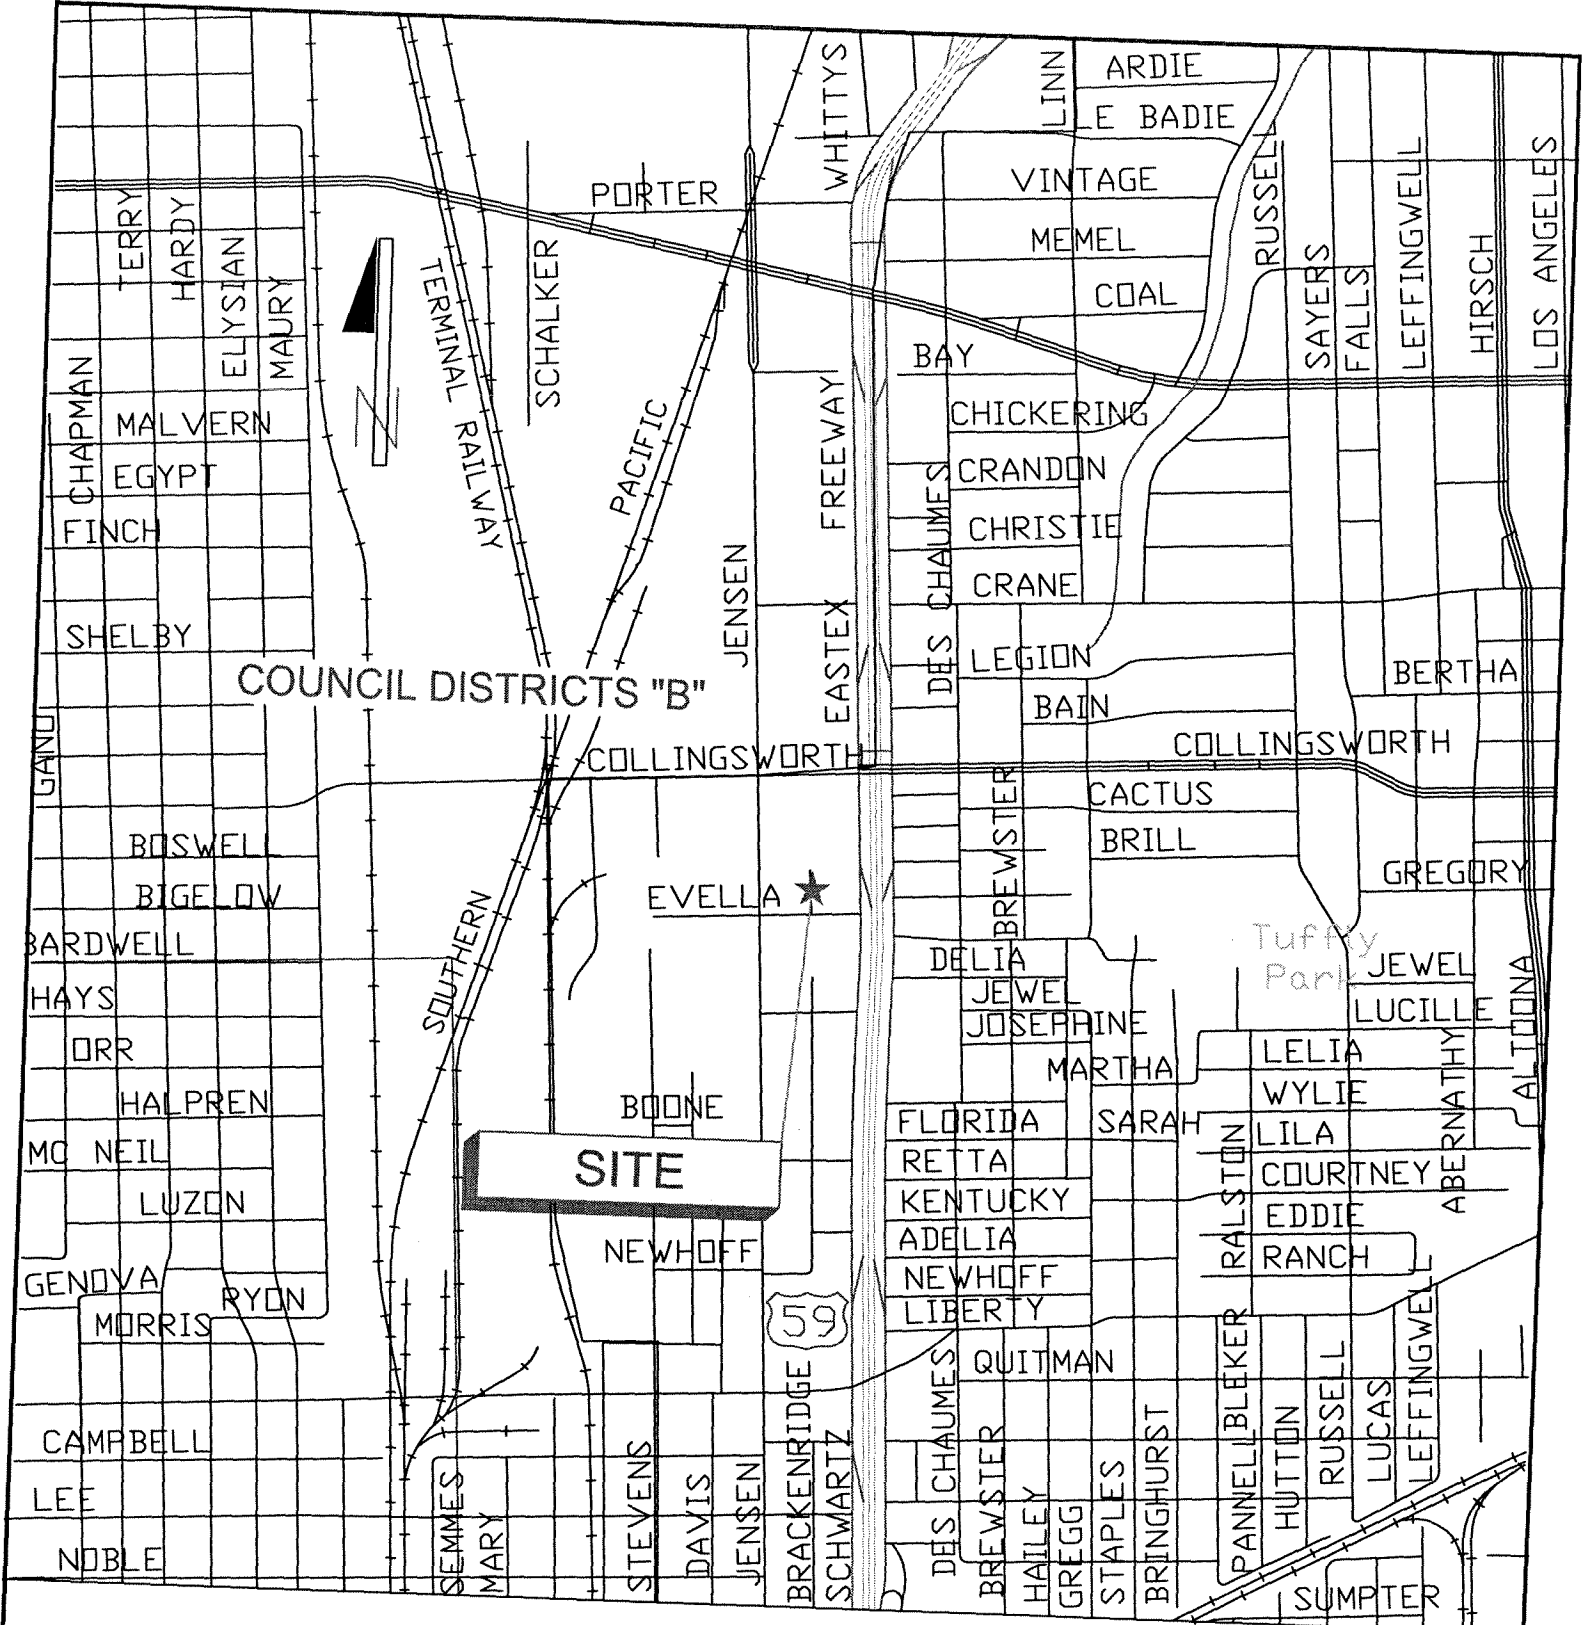 WHITTYS
LINN
ARDIE
LE BADIE
PORTER
VINTAGE
RUSSELL
LEFFINGWELL
LOS ANGELES
TERRY
HARDY
ELYSIAN
MAURY
TERMINAL RAILWAY
SCHALKER
MEMEL
COAL
SAYERS
FALLS
HIRSCH
BAY
CHAPMAN
MALVERN
N
PACIFIC
FREEWAY
CHICKERING
EGYPT
CRANDON
FINCH
CHRISTIE
DES CHAUMES
CRANE
JENSEN
EASTEX
SHELBY
LEGION
BERTHA
COUNCIL DISTRICTS "B"
BAIN
GANO
COLLINGSWORTH
COLLINGSWORTH
CACTUS
BREWSTER
BOSWELL
BRILL
BIGELOW
EVELLA
GREGORY
SOUTHERN
BARDWELL
DELIA
Tuffly
Park
JEWEL
HAYS
JEWEL
LUCILLE
ALTOONA
JOSEPHINE
ORR
LELIA
MARTHA
ABERNATHY
HALPREN
BOONE
WYLIE
FLORIDA
SARAH
LILA
MC NEIL
SITE
RETTA
COURTNEY
RALSTON
LUZON
KENTUCKY
EDDIE
NEWHOFF
ADELIA
RANCH
GENOVA
NEWHOFF
RYON
LIBERTY
MORRIS
59
QUITMAN
BLEKER
RUSSELL
LEFFINGWELL
LUCAS
CAMPBELL
BRACKENRIDGE
DES CHAUMES
PANNELL
HUTTON
LEE
SEMMES
MARY
STEVENS
DAVIS
JENSEN
SCHWARTZ
BREWSTER
HAILEY
GREGG
STAPLES
BRINGHURST
NOBLE
SUMPTER